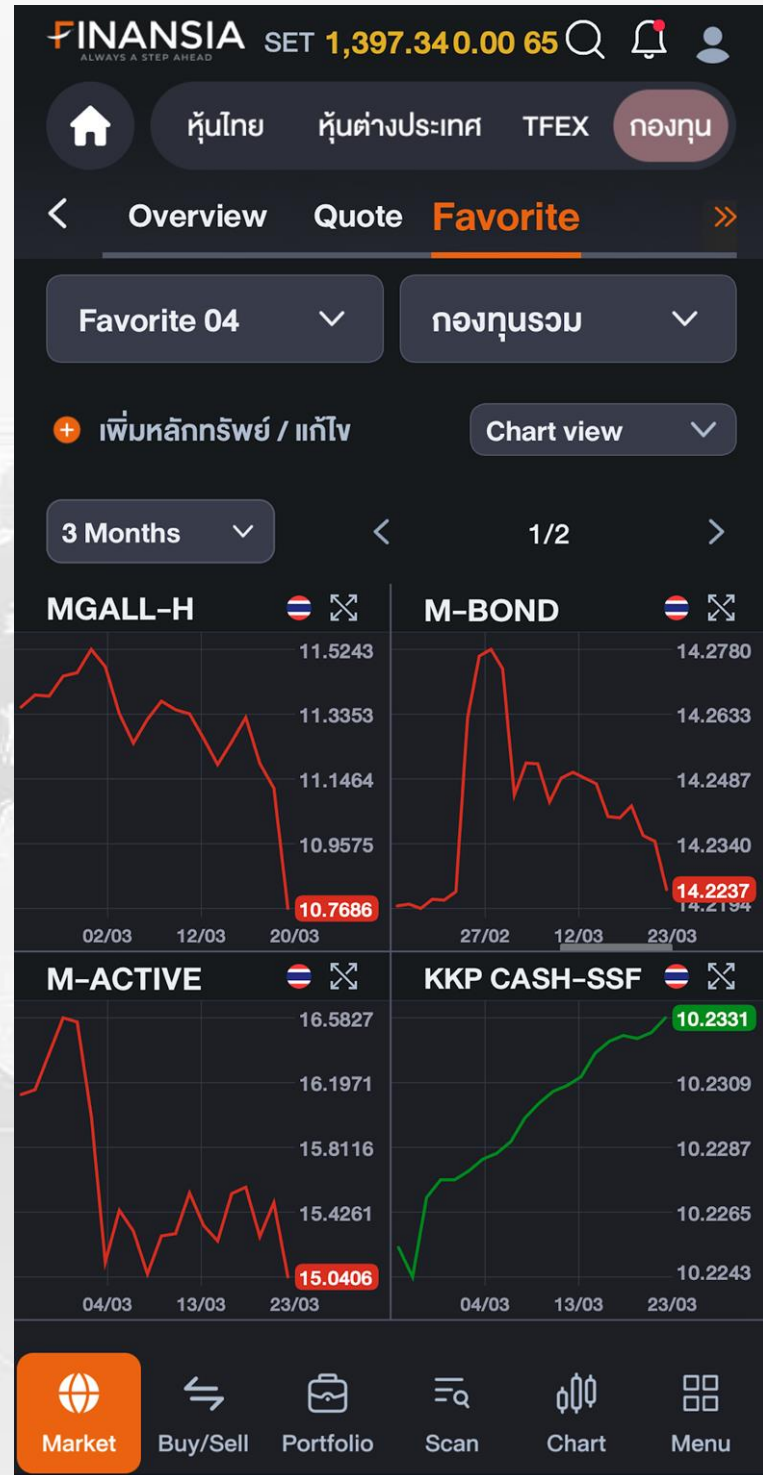 FINANSIA SET 1,397.34 0.00 65
ALWAYS A STEP AHEAD
หุ้นไทย หุ้นต่างประเทศ TFEX กองทุน
Overview Quote Favorite
Favorite 04 กองทุนรวม
เพิ่มหลักทรัพย์ / แก้ไข Chart view
3 Months 1/2
MGALL-H M-BOND
11.5243 14.2780
11.3353 14.2633
11.1464 14.2487
10.9575 14.2340
10.7686 14.2237
14.2194
02/03 12/03 20/03 27/02 12/03 23/03
M-ACTIVE KKP CASH-SSF
16.5827 10.2331
16.1971 10.2309
15.8116 10.2287
15.4261 10.2265
15.0406 10.2243
04/03 13/03 23/03 04/03 13/03 23/03
Market Buy/Sell Portfolio Scan Chart Menu